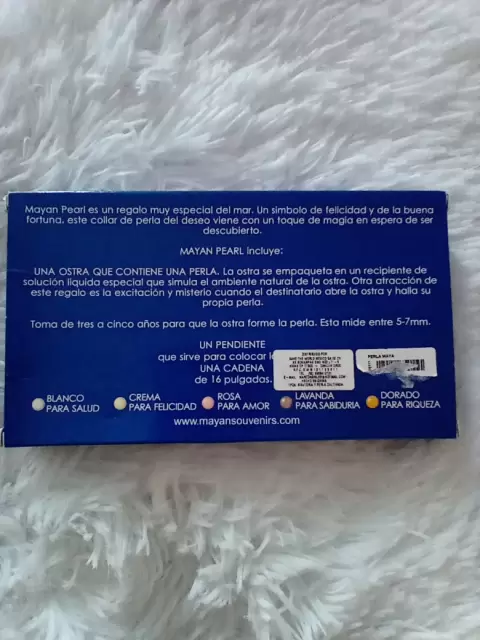 Mayan Pearl es un regalo muy especial del mar. Un simbolo de felicidad y de la buena
fortuna, este collar de perla del deseo viene con un toque de magia en espera de ser
descubierto.
MAYAN PEARL incluye:
UNA OSTRA QUE CONTIENE UNA PERLA. La ostra se empaqueta en un recipiente de
solución liquida especial que simula el ambiente natural de la ostra. Otra atracción de
este regalo es la excitación y misterio cuando el destinatario abre la ostra y halla su
propia perla.
Toma de tres a cinco años para que la ostra forme la perla. Esta mide entre 5-7mm.
UN PENDIENTE
que sirve para colocar l
UNA CADENA
de 16 pulgadas.
PERLA MAYA
BLANCO
PARA SALUD
CREMA
PARA FELICIDAD
ROSA
PARA AMOR
LAVANDA
PARA SABIDURIA
DORADO
PARA RIQUEZA
www.mayansouvenirs.com